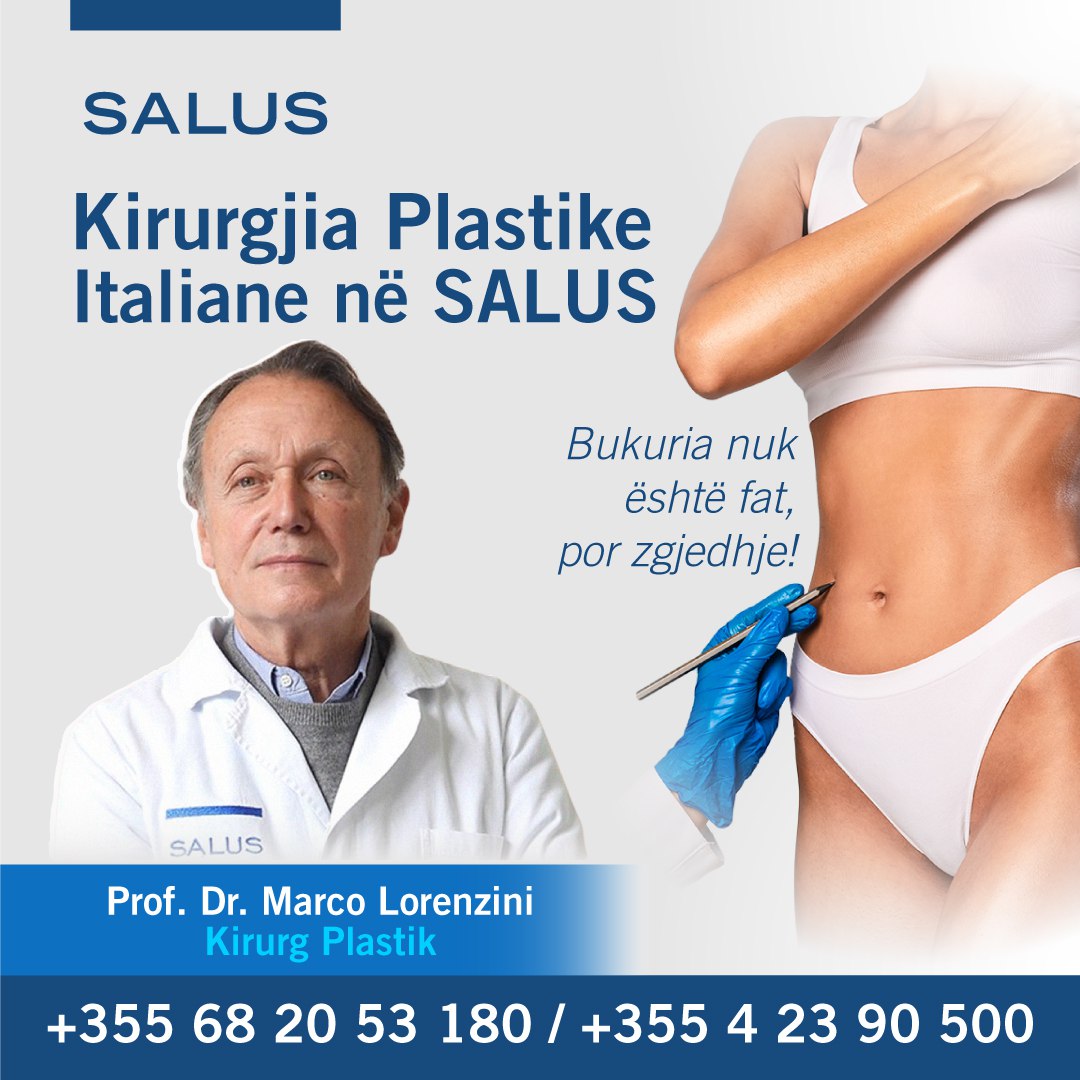 SALUS
Kirurgjia Plastike
Italiane në SALUS
Bukuria nuk
është fat,
por zgjedhje!
SALUS
Prof. Dr. Marco Lorenzini
Kirurg Plastik
+355 68 20 53 180 / +355 4 23 90 500